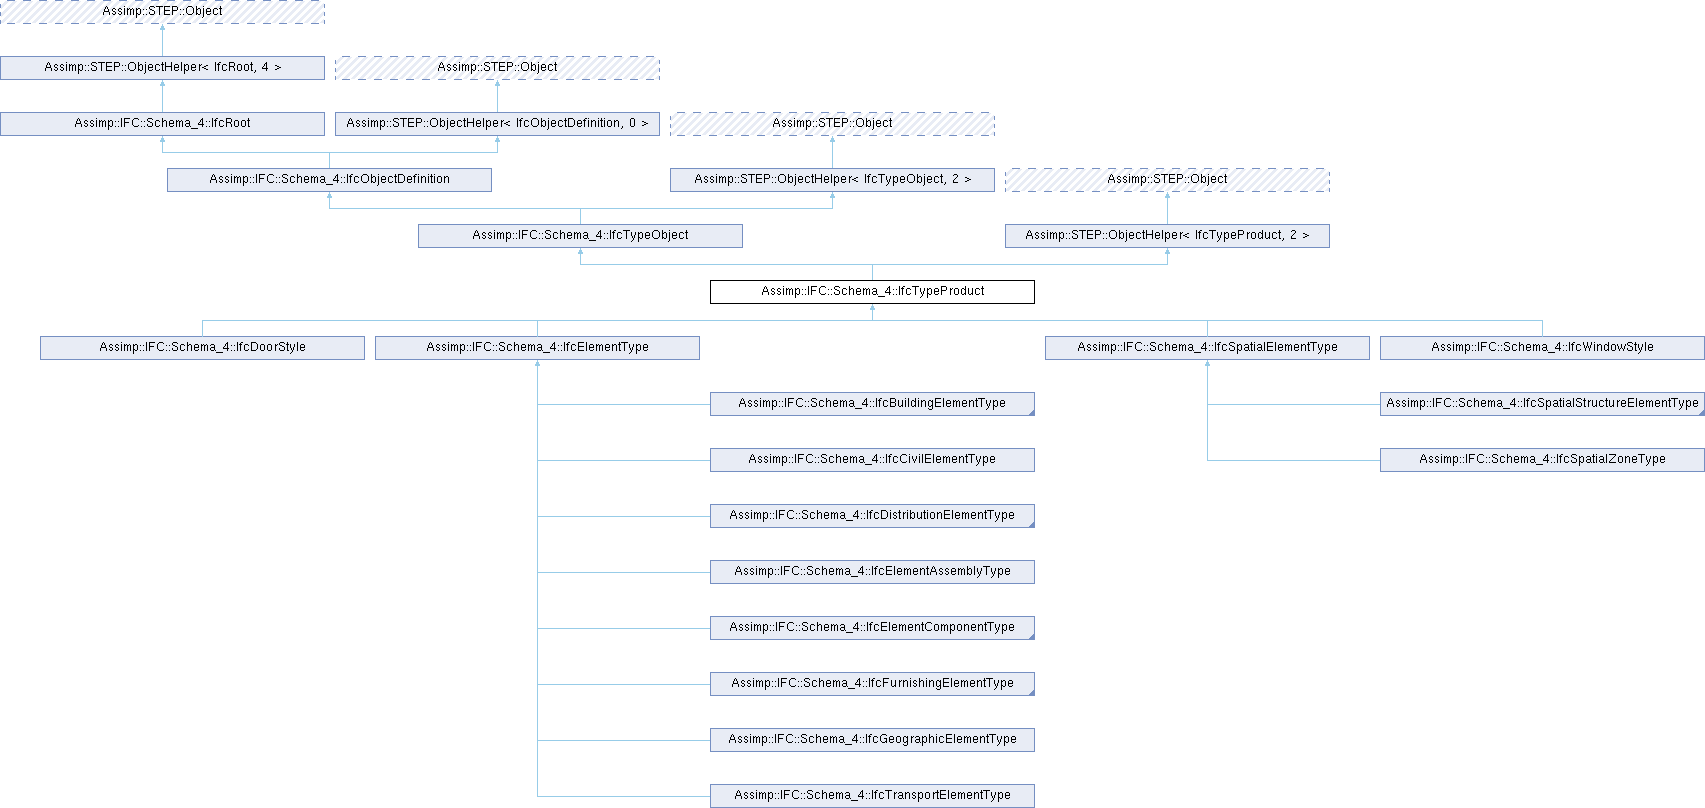 Assimp::STEP::Object
Assimp::STEP::ObjectHelper< IfcRoot, 4 >
Assimp::STEP::Object
Assimp::IFC::Schema_4::IfcRoot
Assimp::STEP::ObjectHelper< IfcObjectDefinition, 0 >
Assimp::STEP::Object
Assimp::IFC::Schema_4::IfcObjectDefinition
Assimp::STEP::ObjectHelper< IfcTypeObject, 2 >
Assimp::STEP::Object
Assimp::IFC::Schema_4::IfcTypeObject
Assimp::STEP::ObjectHelper< IfcTypeProduct, 2 >
Assimp::IFC::Schema_4::IfcTypeProduct
Assimp::IFC::Schema_4::IfcDoorStyle
Assimp::IFC::Schema_4::IfcElementType
Assimp::IFC::Schema_4::IfcSpatialElementType
Assimp::IFC::Schema_4::IfcWindowStyle
Assimp::IFC::Schema_4::IfcBuildingElementType
Assimp::IFC::Schema_4::IfcSpatialStructureElementType
Assimp::IFC::Schema_4::IfcCivilElementType
Assimp::IFC::Schema_4::IfcSpatialZoneType
Assimp::IFC::Schema_4::IfcDistributionElementType
Assimp::IFC::Schema_4::IfcElementAssemblyType
Assimp::IFC::Schema_4::IfcElementComponentType
Assimp::IFC::Schema_4::IfcFurnishingElementType
Assimp::IFC::Schema_4::IfcGeographicElementType
Assimp::IFC::Schema_4::IfcTransportElementType